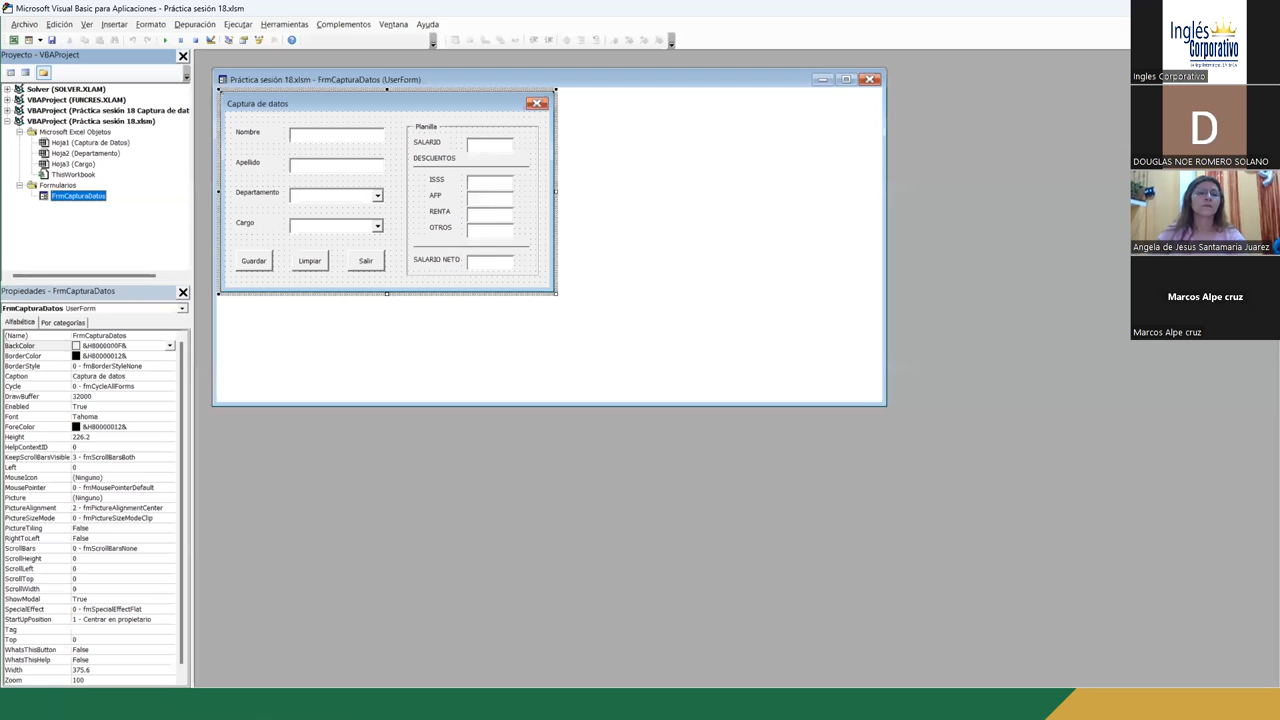 Microsoft Visual Basic para Aplicaciones - Práctica sesión 18.xlsm
Archivo Edición Ver Insertar Formato Depuración Ejecutar Herramientas Complementos Ventana Ayuda
Proyecto - VBAProject
Solver (SOLVER.XLAM)
VBAProject (FUNCRES.XLAM)
VBAProject (Práctica sesión 18 Captura de dat
VBAProject (Práctica sesión 18.xlsm)
Microsoft Excel Objetos
Hoja1 (Captura de Datos)
Hoja2 (Departamento)
Hoja3 (Cargo)
ThisWorkbook
Formularios
FrmCapturaDatos
Propiedades - FrmCapturaDatos
FrmCapturaDatos UserForm
Alfabética Por categorías
(Name) FrmCapturaDatos
BackColor &H8000000F&
BorderColor &H80000012&
BorderStyle 0 - fmBorderStyleNone
Caption Captura de datos
Cycle 0 - fmCycleAllForms
DrawBuffer 32000
Enabled True
Font Tahoma
ForeColor &H80000012&
Height 226.2
HelpContextID 0
KeepScrollBarsVisible 3 - fmScrollBarsBoth
Left 0
MouseIcon (Ninguno)
MousePointer 0 - fmMousePointerDefault
Picture (Ninguno)
PictureAlignment 2 - fmPictureAlignmentCenter
PictureSizeMode 0 - fmPictureSizeModeClip
PictureTiling False
RightToLeft False
ScrollBars 0 - fmScrollBarsNone
ScrollHeight 0
ScrollLeft 0
ScrollTop 0
ScrollWidth 0
ShowModal True
SpecialEffect 0 - fmSpecialEffectFlat
StartUpPosition 1 - Centrar en propietario
Tag
Top 0
WhatsThisButton False
WhatsThisHelp False
Width 375.6
Zoom 100
Práctica sesión 18.xlsm - FrmCapturaDatos (UserForm)
Captura de datos
Nombre
Apellido
Departamento
Cargo
Guardar Limpiar Salir
Planilla
SALARIO
DESCUENTOS
ISSS
AFP
RENTA
OTROS
SALARIO NETO
Inglés
Corporativo
Ingles Corporativo
D
DOUGLAS NOE ROMERO SOLANO
Angela de Jesus Santamaria Juarez
Marcos Alpe cruz
Marcos Alpe cruz